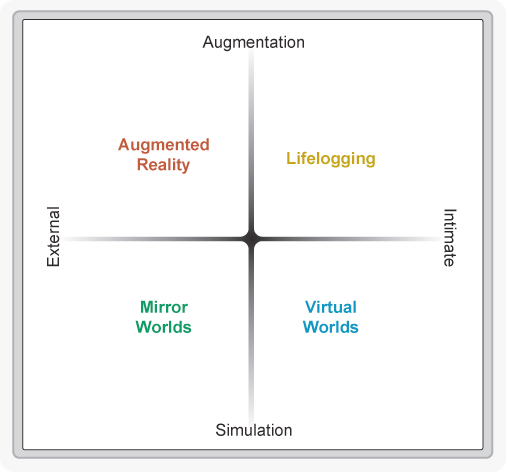 Augmentation
Augmented
Reality
Lifelogging
External
Intimate
Mirror
Worlds
Virtual
Worlds
Simulation